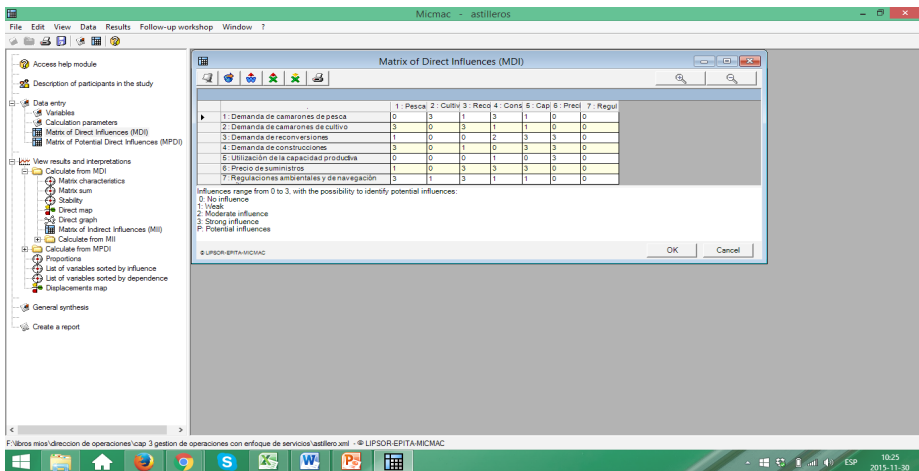 Micmac - astilleros
File Edit View Data Results Follow-up workshop Window ?
Access help module
Description of participants in the study
Data entry
Variables
Calculation parameters
Matrix of Direct Influences (MDI)
Matrix of Potential Direct Influences (MPDI)
View results and interpretations
Calculate from MDI
Matrix characteristics
Matrix sum
Stability
Direct map
Direct graph
Matrix of Indirect Influences (MII)
Calculate from MII
Calculate from MPDI
Proportions
List of variables sorted by influence
List of variables sorted by dependence
Displacements map
General synthesis
Create a report
Matrix of Direct Influences (MDI)
1 : Pesca 2 : Cultiv 3 : Reco 4 : Cons 5 : Cap 6 : Preci 7 : Regul
1 : Demanda de camarones de pesca 0 3 1 3 1 0 0
2 : Demanda de camarones de cultivo 3 0 3 1 1 0 0
3 : Demanda de reconversiones 1 0 0 2 3 3 0
4 : Demanda de construcciones 3 0 1 0 3 3 0
5 : Utilización de la capacidad productiva 0 0 0 1 0 3 0
6 : Precio de suministros 1 0 3 3 3 0 0
7 : Regulaciones ambientales y de navegación 3 1 3 1 1 0 0
Influences range from 0 to 3, with the possibility to identify potential influences:
0: No influence
1: Weak
2: Moderate influence
3: Strong influence
P: Potential influences
© LIPSOR-EPITA-MICMAC
OK Cancel
F:\libros mios\direccion de operaciones\cap 3 gestion de operaciones con enfoque de servicios\astillero.xml - © LIPSOR-EPITA-MICMAC
ESP
10:25
2015-11-30